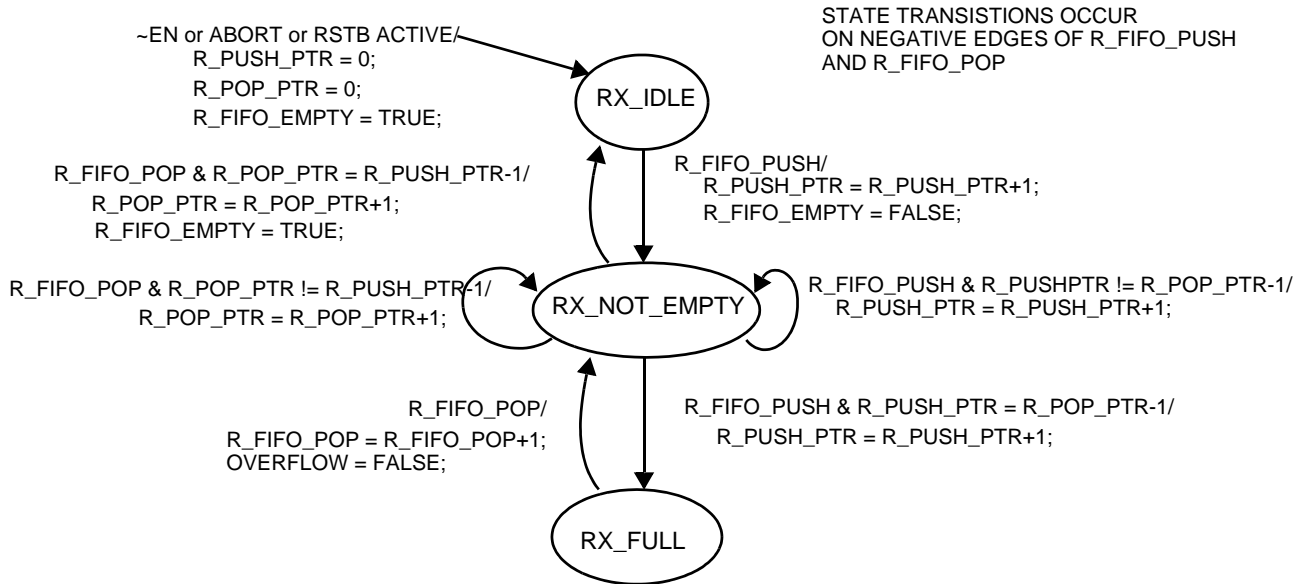 ~EN or ABORT or RSTB ACTIVE/
R_PUSH_PTR = 0;
R_POP_PTR = 0;
R_FIFO_EMPTY = TRUE;
STATE TRANSISTIONS OCCUR
ON NEGATIVE EDGES OF R_FIFO_PUSH
AND R_FIFO_POP
RX_IDLE
R_FIFO_POP & R_POP_PTR = R_PUSH_PTR-1/
R_POP_PTR = R_POP_PTR+1;
R_FIFO_EMPTY = TRUE;
R_FIFO_PUSH/
R_PUSH_PTR = R_PUSH_PTR+1;
R_FIFO_EMPTY = FALSE;
R_FIFO_POP & R_POP_PTR != R_PUSH_PTR-1/
R_POP_PTR = R_POP_PTR+1;
RX_NOT_EMPTY
R_FIFO_PUSH & R_PUSHPTR != R_POP_PTR-1/
R_PUSH_PTR = R_PUSH_PTR+1;
R_FIFO_POP/
R_FIFO_POP = R_FIFO_POP+1;
OVERFLOW = FALSE;
R_FIFO_PUSH & R_PUSH_PTR = R_POP_PTR-1/
R_PUSH_PTR = R_PUSH_PTR+1;
RX_FULL